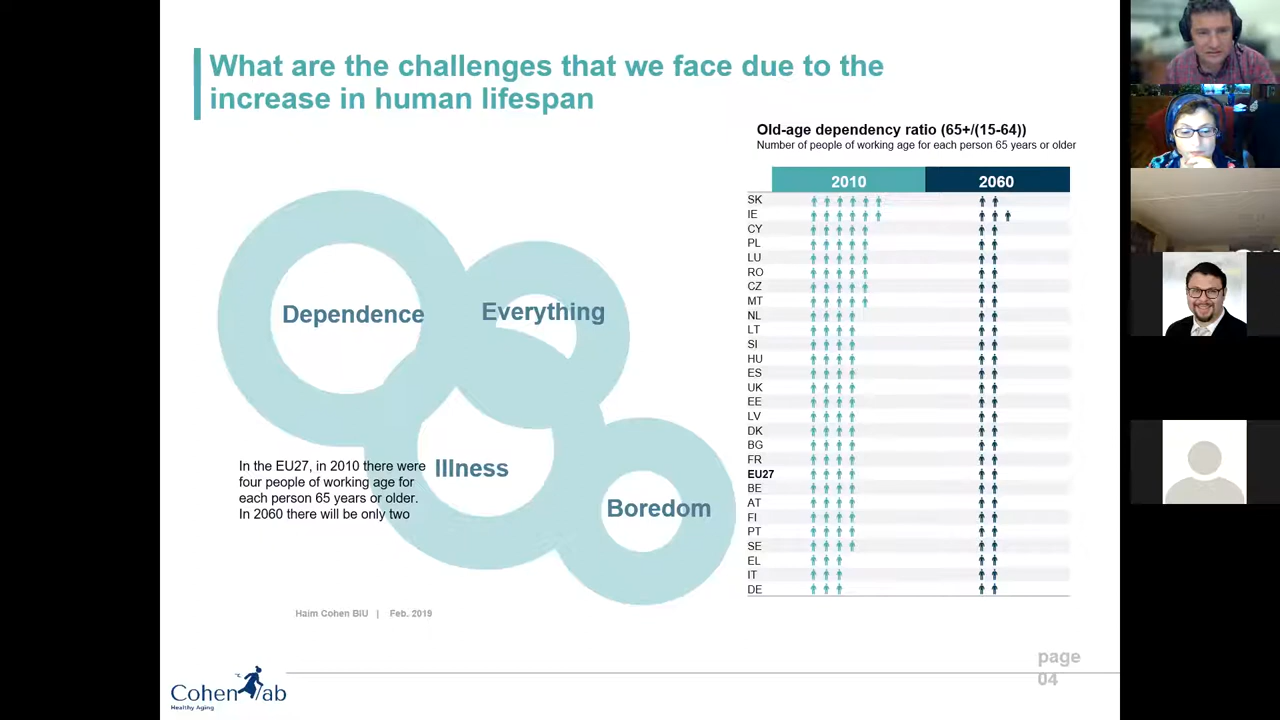 What are the challenges that we face due to the
increase in human lifespan
Old-age dependency ratio (65+/(15-64))
Number of people of working age for each person 65 years or older
2010 2060
SK
IE
CY
PL
LU
RO
CZ
MT
NL
LT
SI
HU
ES
UK
EE
LV
DK
BG
FR
EU27
BE
AT
FI
PT
SE
EL
IT
DE
Dependence
Everything
Illness
Boredom
In the EU27, in 2010 there were
four people of working age for
each person 65 years or older.
In 2060 there will be only two
Haim Cohen BIU | Feb. 2019
Cohen Lab
Healthy Aging
page
04